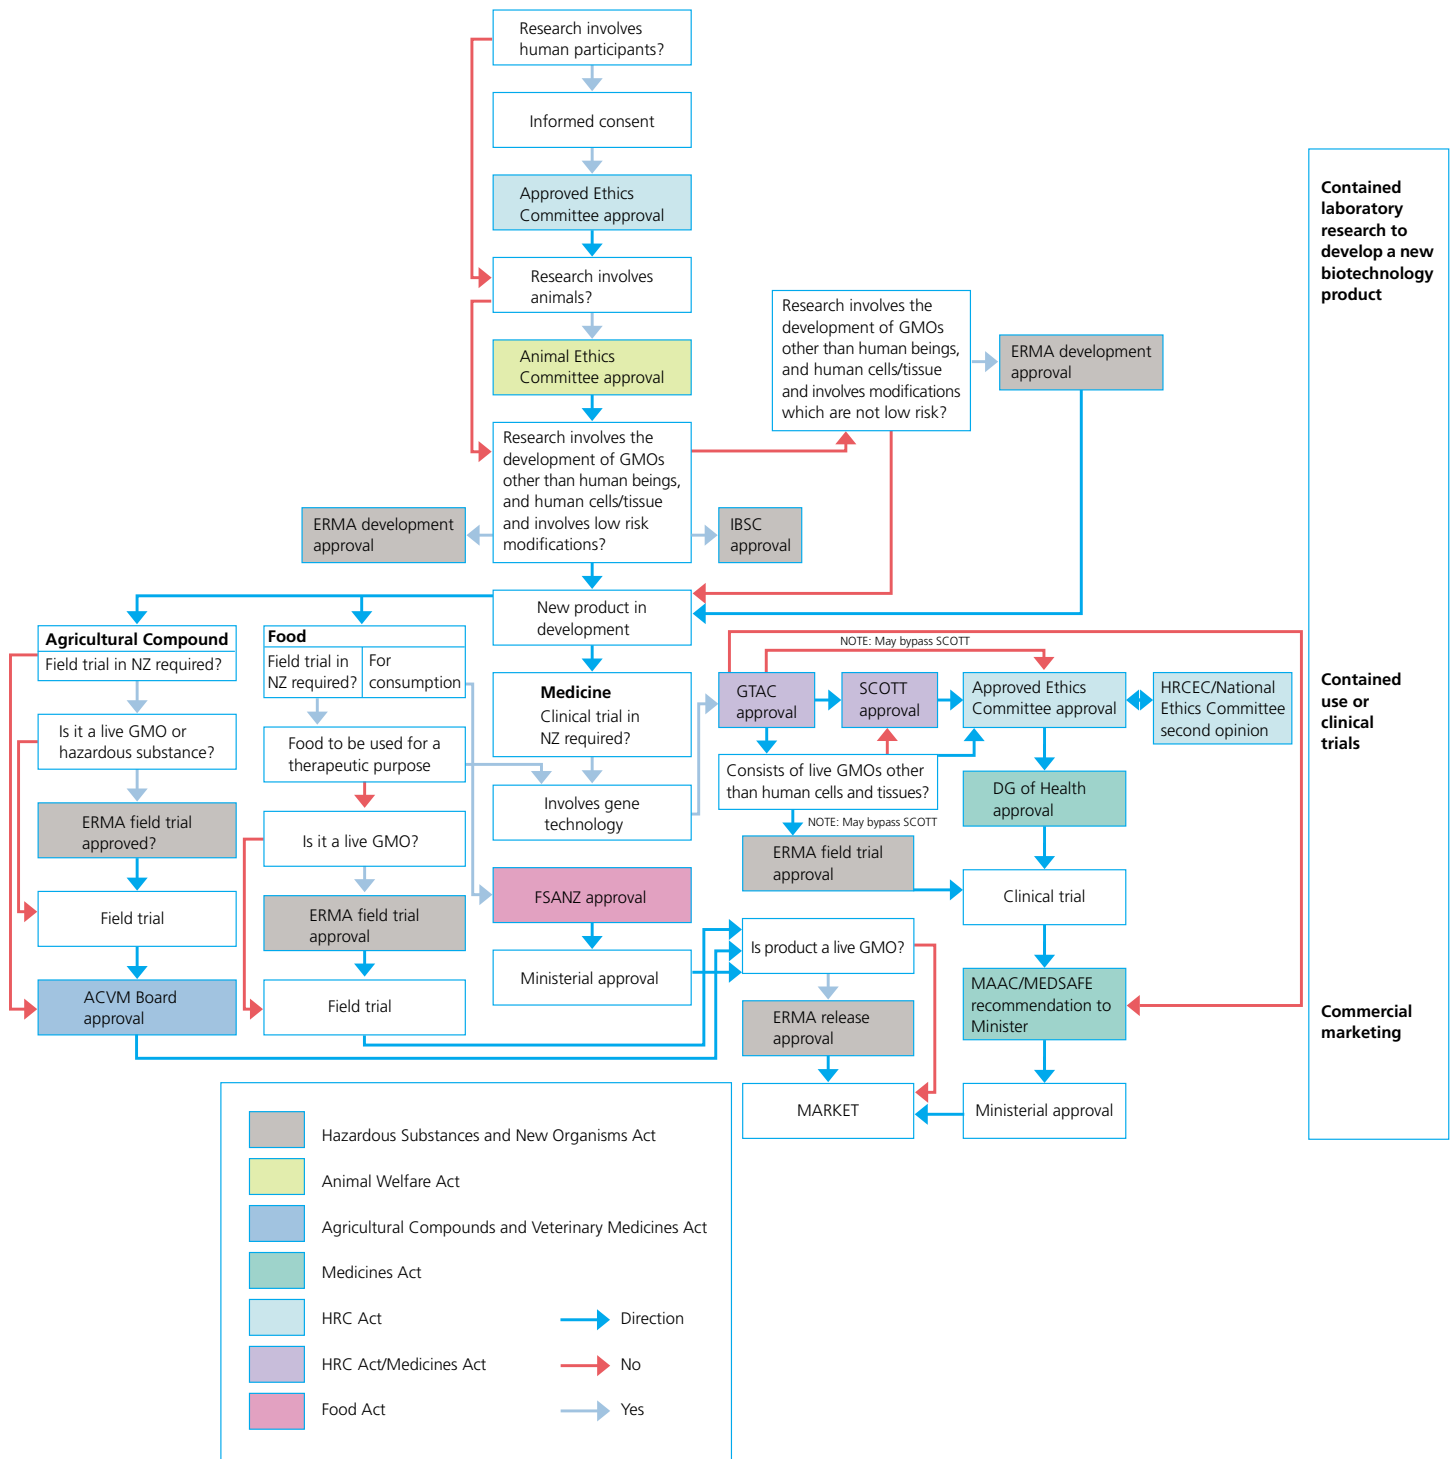 Research involves
human participants?
Informed consent
Approved Ethics
Committee approval
Research involves
animals?
Animal Ethics
Committee approval
Research involves the
development of GMOs
other than human beings,
and human cells/tissue
and involves low risk
modifications?
ERMA development
approval
IBSC
approval
Research involves the
development of GMOs
other than human beings,
and human cells/tissue
and involves modifications
which are not low risk?
ERMA development
approval
New product in
development
Agricultural Compound
Field trial in NZ required?
Is it a live GMO or
hazardous substance?
ERMA field trial
approved?
Field trial
ACVM Board
approval
Food
Field trial in
NZ required?
For
consumption
Food to be used for a
therapeutic purpose
Is it a live GMO?
ERMA field trial
approval
Field trial
Medicine
Clinical trial in
NZ required?
Involves gene
technology
FSANZ approval
Ministerial approval
NOTE: May bypass SCOTT
GTAC
approval
SCOTT
approval
Approved Ethics
Committee approval
HRCEC/National
Ethics Committee
second opinion
Consists of live GMOs other
than human cells and tissues?
NOTE: May bypass SCOTT
ERMA field trial
approval
DG of Health
approval
Clinical trial
Is product a live GMO?
ERMA release
approval
MARKET
MAAC/MEDSAFE
recommendation to
Minister
Ministerial approval
Contained
laboratory
research to
develop a new
biotechnology
product
Contained
use or
clinical
trials
Commercial
marketing
Hazardous Substances and New Organisms Act
Animal Welfare Act
Agricultural Compounds and Veterinary Medicines Act
Medicines Act
HRC Act
HRC Act/Medicines Act
Food Act
Direction
No
Yes